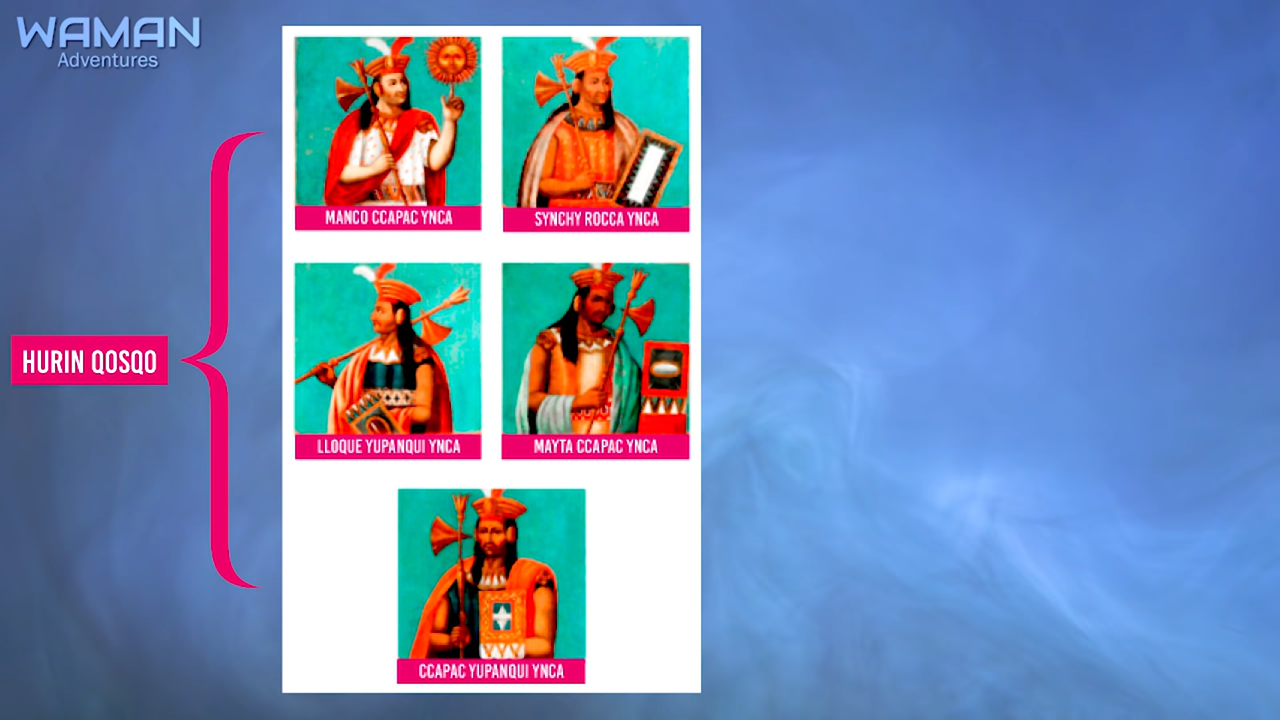 WAMAN
Adventures
HURIN QOSQO
MANCO CCAPAC YNCA
SYNCHY ROCCA YNCA
LLOQUE YUPANQUI YNCA
MAYTA CCAPAC YNCA
CCAPAC YUPANQUI YNCA